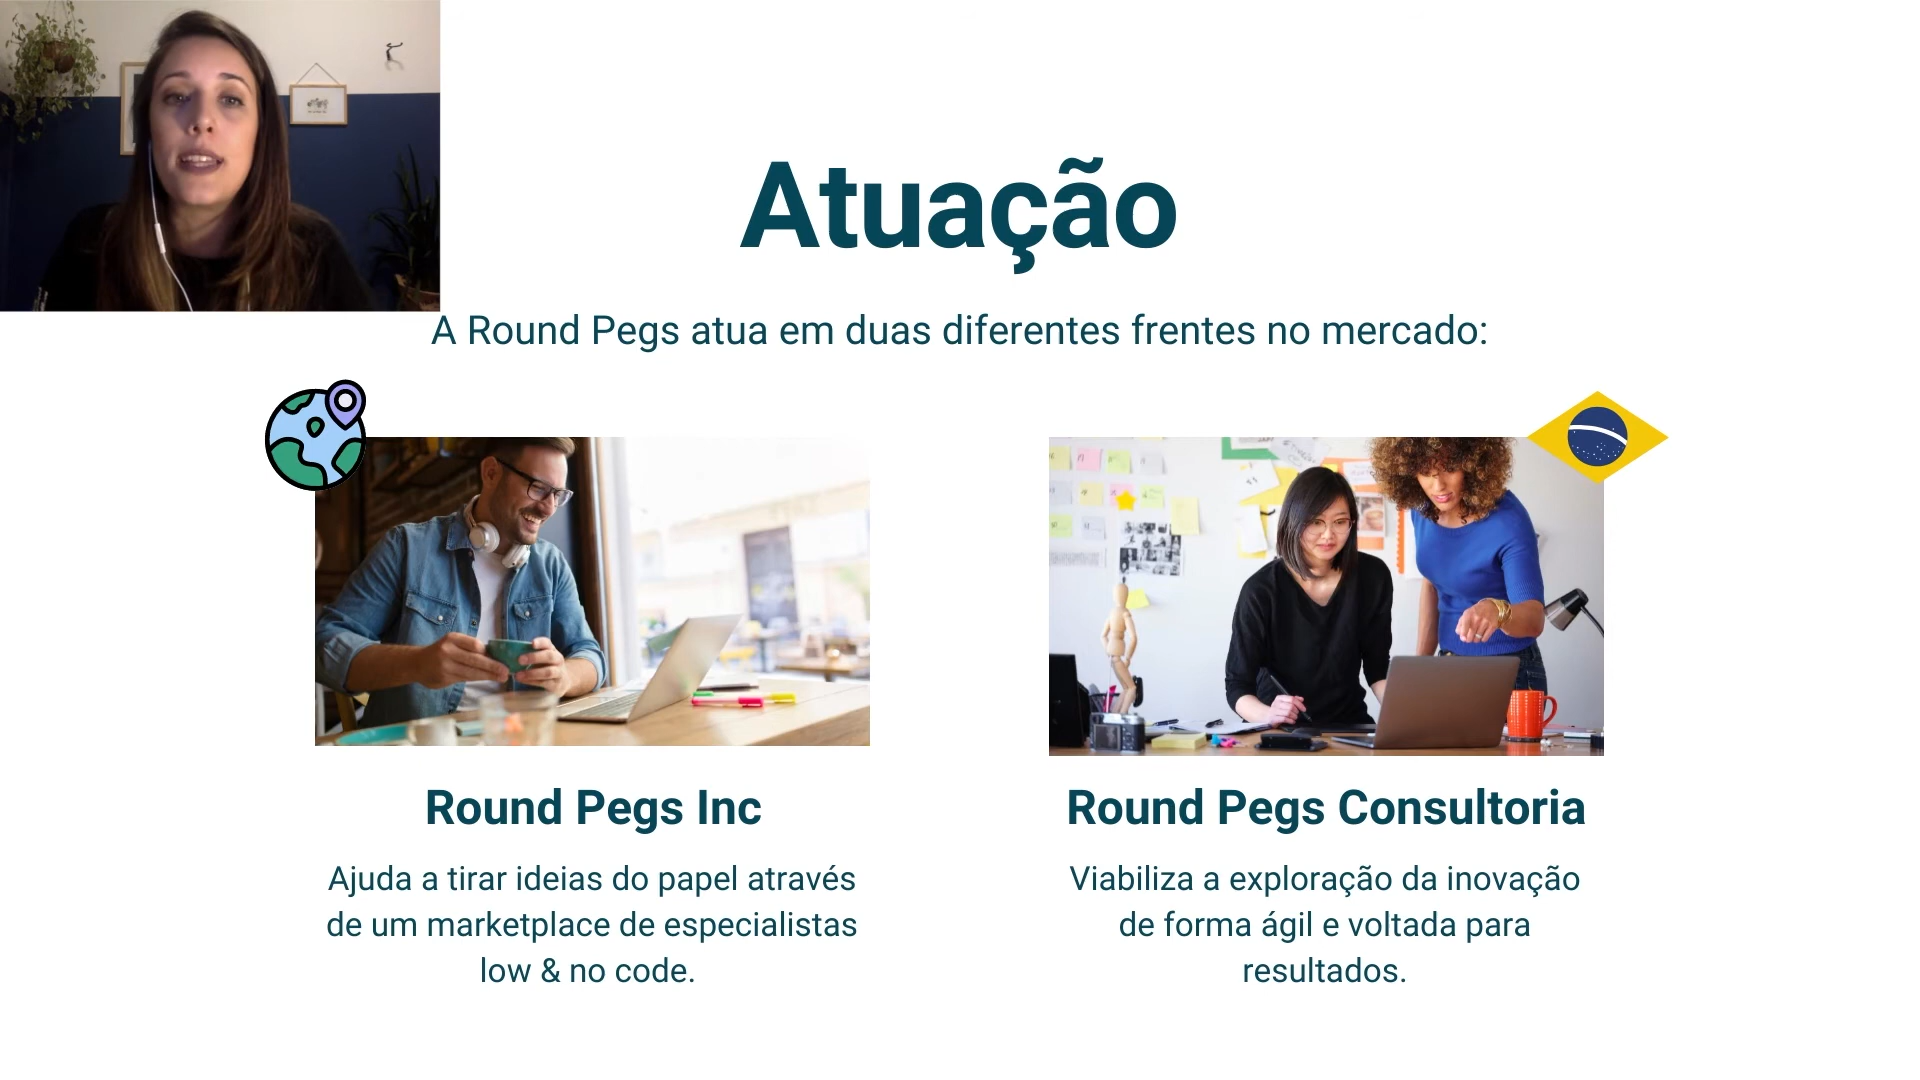 Atuação
A Round Pegs atua em duas diferentes frentes no mercado:
Round Pegs Inc
Ajuda a tirar ideias do papel através
de um marketplace de especialistas
low & no code.
Round Pegs Consultoria
Viabiliza a exploração da inovação
de forma ágil e voltada para
resultados.